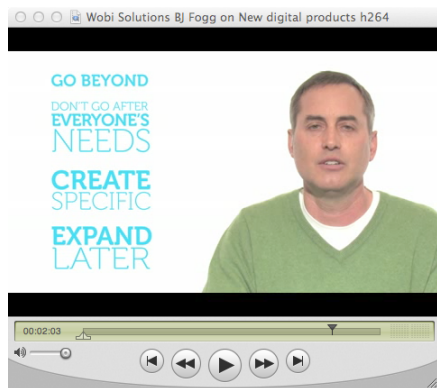 Wobi Solutions BJ Fogg on New digital products h264
GO BEYOND
DON'T GO AFTER
EVERYONE'S
NEEDS
CREATE
SPECIFIC
EXPAND
LATER
00:02:03